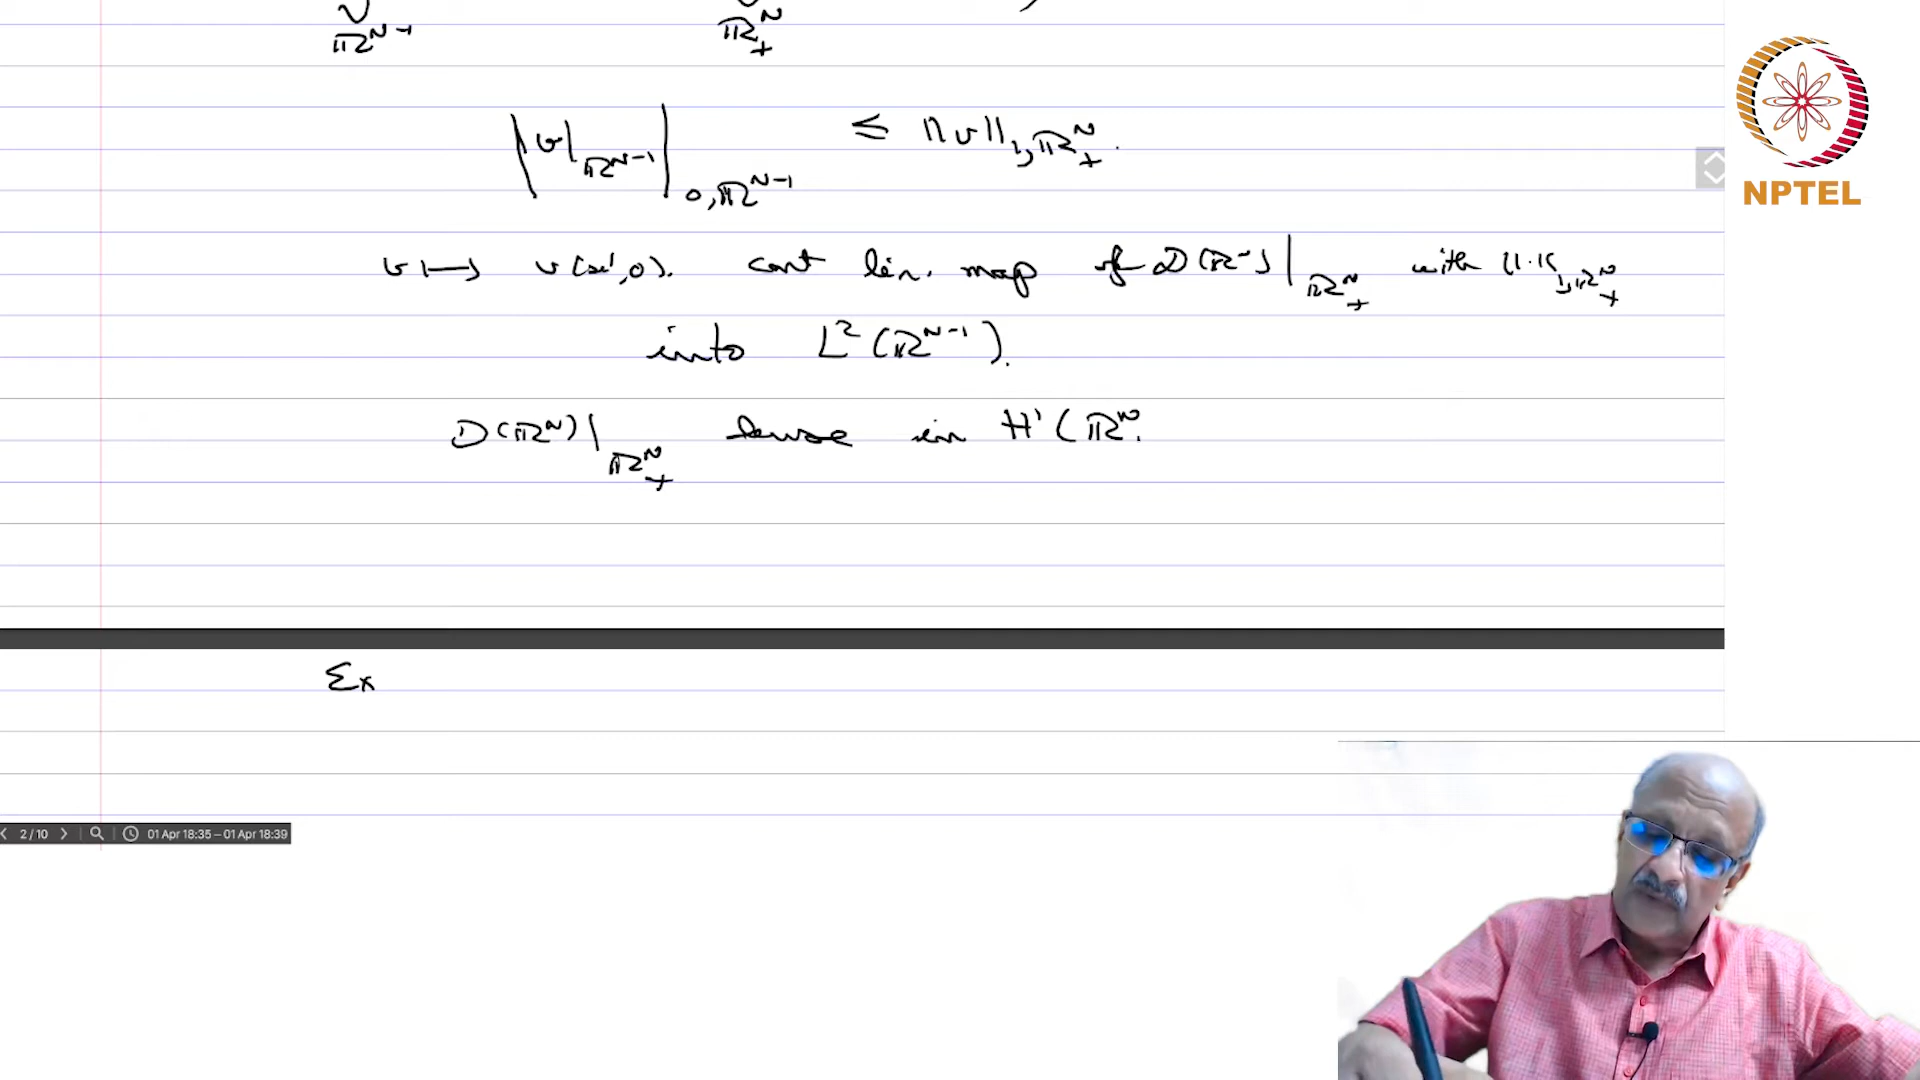 ℝ^{N-1} ℝ^N_+
|v|_{ℝ^{N-1}}|_{0,ℝ^{N-1}} ≤ ||v||_{1,ℝ^N_+}.
v ↦ v(x',0). cont lin. map of D(ℝ^N)|_{ℝ^N_+} with ||·||_{1,ℝ^N_+}
into L²(ℝ^{N-1}).
D(ℝ^N)|_{ℝ^N_+} dense in H¹(ℝ^N
Ex
NPTEL
2 / 10 01 Apr 18:35 – 01 Apr 18:39